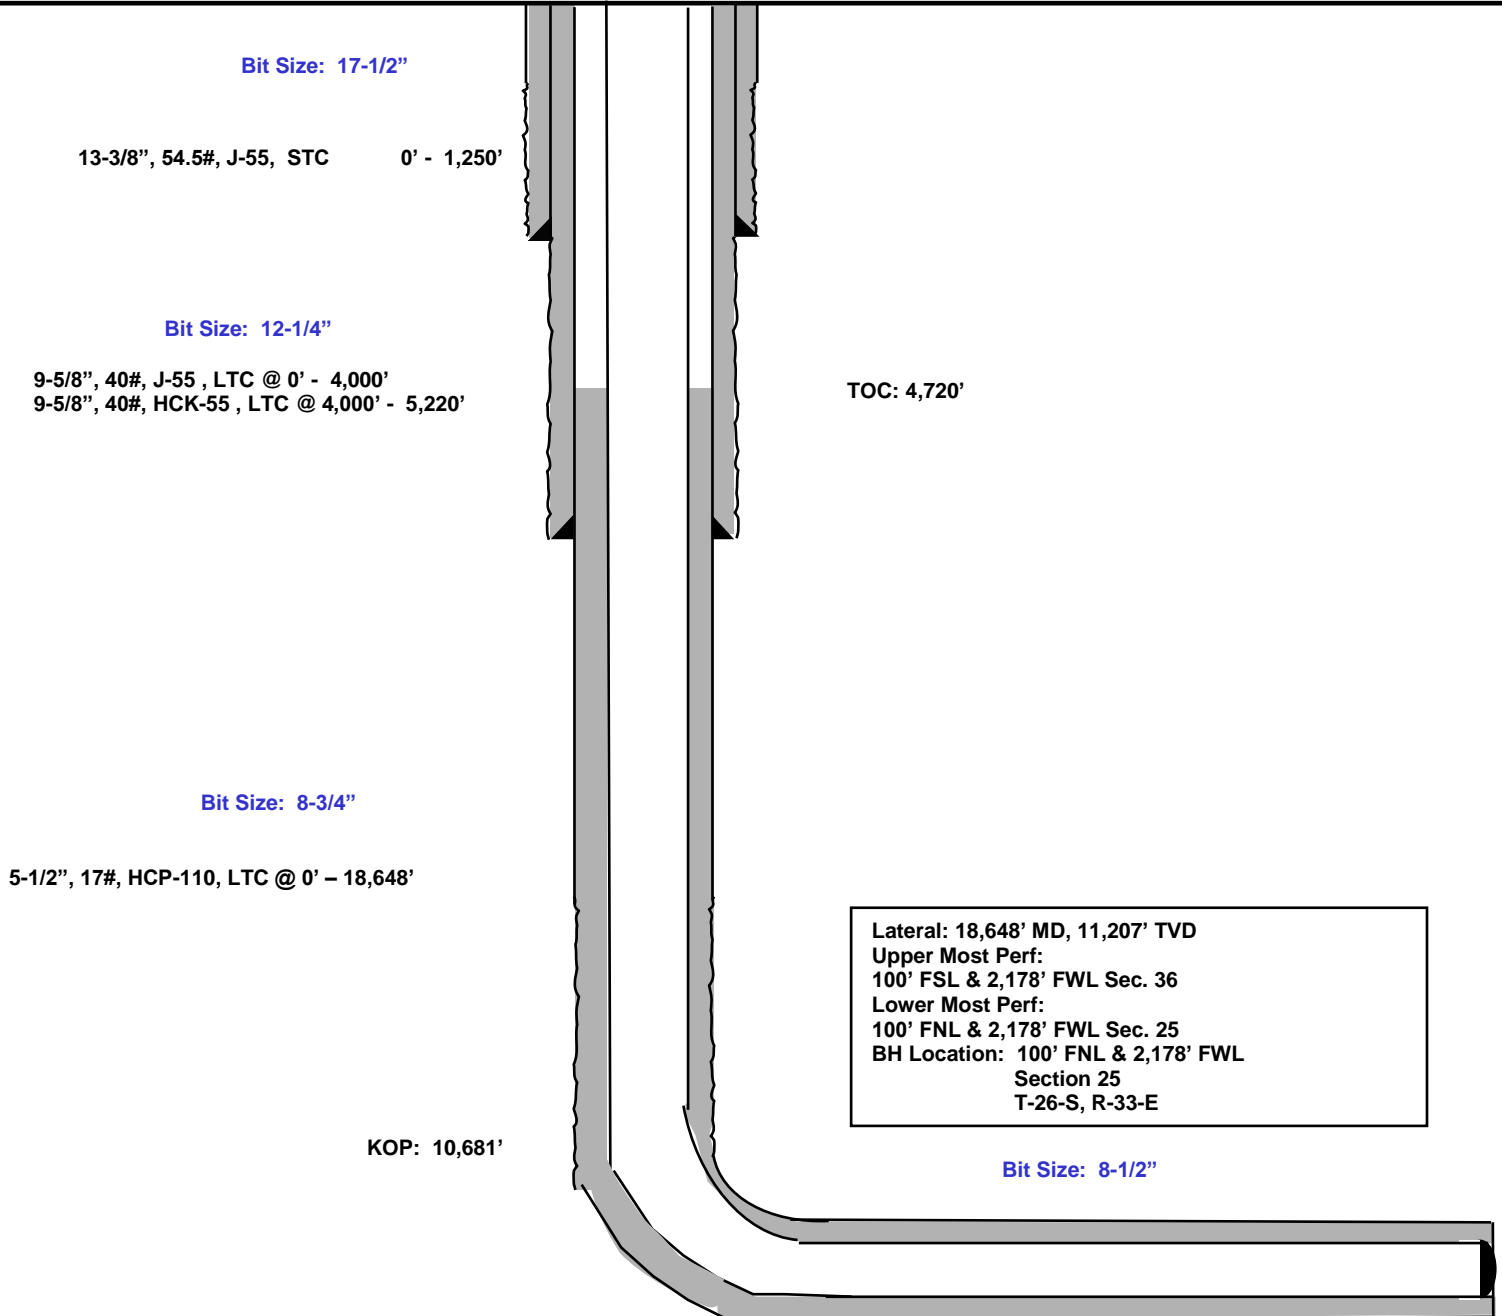 Bit Size: 17-1/2”
13-3/8”, 54.5#, J-55, STC 0’ - 1,250’
Bit Size: 12-1/4”
9-5/8”, 40#, J-55 , LTC @ 0’ - 4,000’
9-5/8”, 40#, HCK-55 , LTC @ 4,000’ - 5,220’
TOC: 4,720’
Bit Size: 8-3/4”
5-1/2”, 17#, HCP-110, LTC @ 0’ – 18,648’
Lateral: 18,648’ MD, 11,207’ TVD
Upper Most Perf:
100’ FSL & 2,178’ FWL Sec. 36
Lower Most Perf:
100’ FNL & 2,178’ FWL Sec. 25
BH Location: 100’ FNL & 2,178’ FWL
Section 25
T-26-S, R-33-E
KOP: 10,681’
Bit Size: 8-1/2”